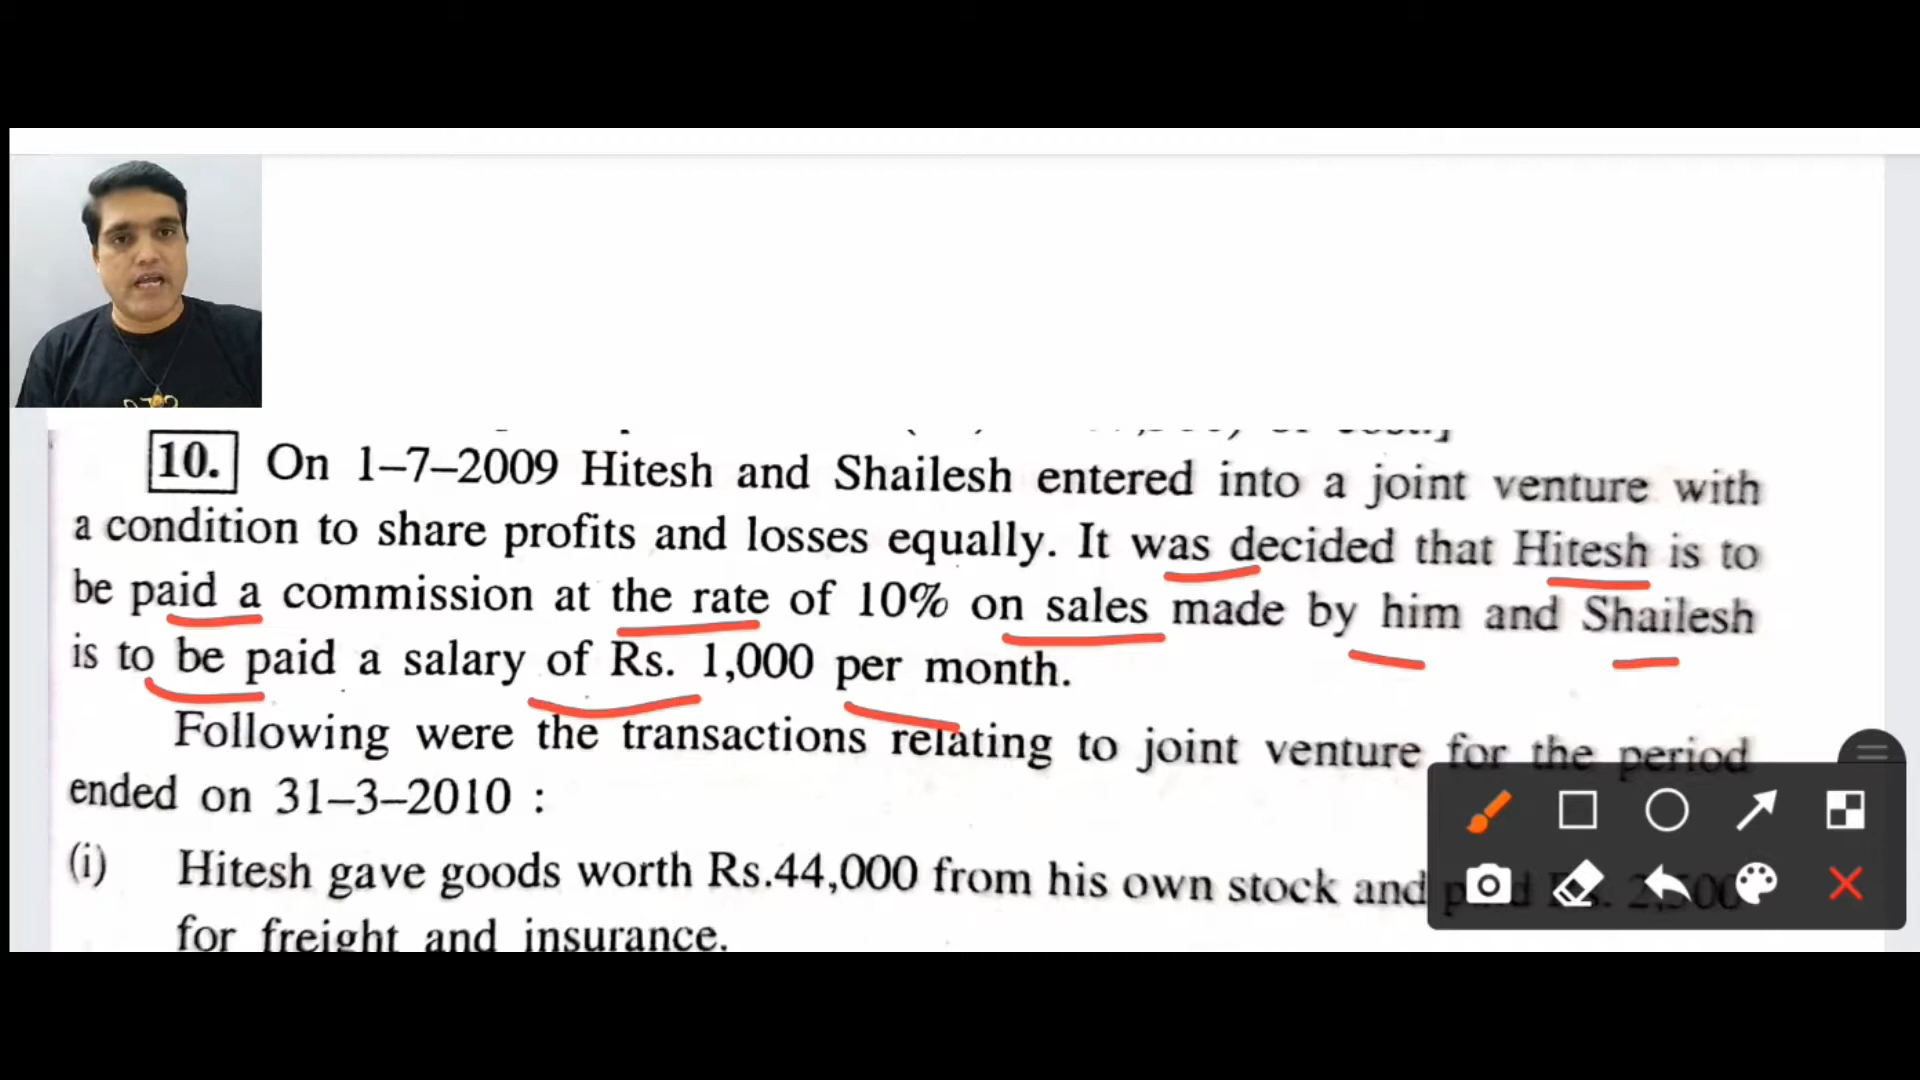 10. On 1–7–2009 Hitesh and Shailesh entered into a joint venture with
a condition to share profits and losses equally. It was decided that Hitesh is to
be paid a commission at the rate of 10% on sales made by him and Shailesh
is to be paid a salary of Rs. 1,000 per month.
Following were the transactions relating to joint venture for the period
ended on 31–3–2010 :
(i) Hitesh gave goods worth Rs.44,000 from his own stock and paid Rs. 2,500
for freight and insurance.